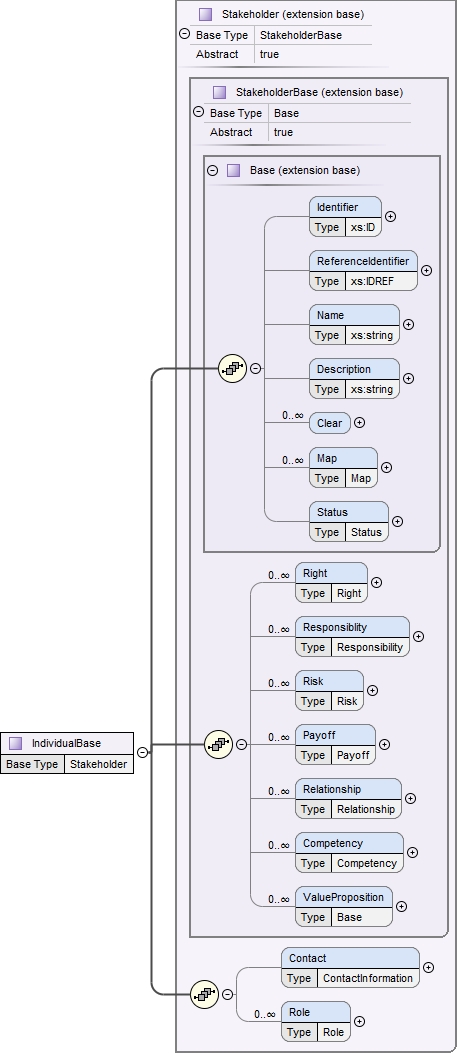 Stakeholder (extension base)
Base Type StakeholderBase
Abstract true
StakeholderBase (extension base)
Base Type Base
Abstract true
Base (extension base)
Identifier
Type xs:ID
ReferenceIdentifier
Type xs:IDREF
Name
Type xs:string
Description
Type xs:string
0..∞ Clear
0..∞ Map
Type Map
Status
Type Status
0..∞ Right
Type Right
0..∞ Responsiblity
Type Responsibility
0..∞ Risk
Type Risk
0..∞ Payoff
Type Payoff
0..∞ Relationship
Type Relationship
0..∞ Competency
Type Competency
0..∞ ValueProposition
Type Base
IndividualBase
Base Type Stakeholder
Contact
Type ContactInformation
0..∞ Role
Type Role